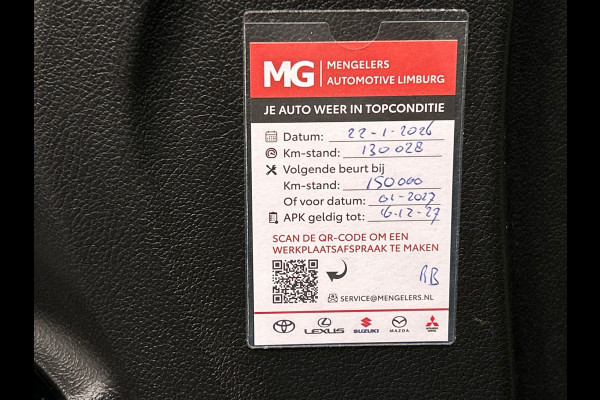 MG MENGELERS
AUTOMOTIVE LIMBURG
JE AUTO WEER IN TOPCONDITIE
Datum: 22-1-2026
Km-stand: 130028
Volgende beurt bij
Km-stand: 150000
Of voor datum: 01-2027
APK geldig tot: 16-12-27
SCAN DE QR-CODE OM EEN
WERKPLAATSAFSPRAAK TE MAKEN
RB
SERVICE@MENGELERS.NL
LEXUS SUZUKI MAZDA